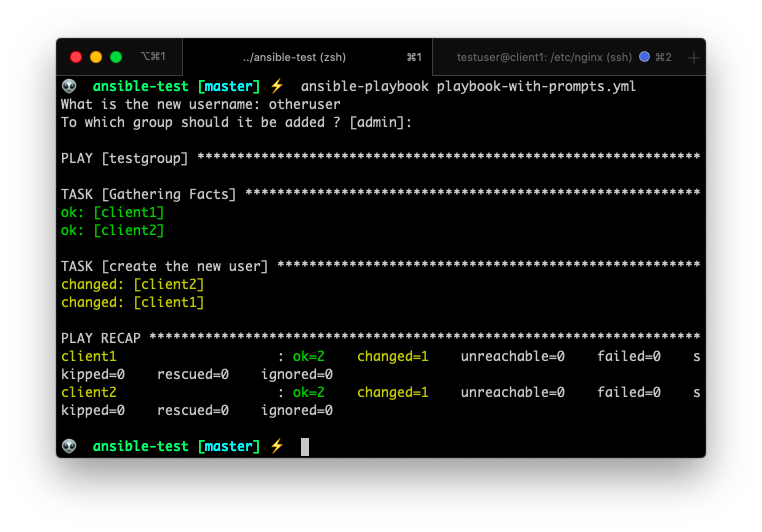 ⌥⌘1 ../ansible-test (zsh) ⌘1 testuser@client1: /etc/nginx (ssh) ⌘2 +
👽 ansible-test [master] ⚡ ansible-playbook playbook-with-prompts.yml
What is the new username: otheruser
To which group should it be added ? [admin]:
PLAY [testgroup] ***************************************************************
TASK [Gathering Facts] *********************************************************
ok: [client1]
ok: [client2]
TASK [create the new user] *****************************************************
changed: [client2]
changed: [client1]
PLAY RECAP *********************************************************************
client1                    : ok=2    changed=1    unreachable=0    failed=0    s
kipped=0    rescued=0    ignored=0
client2                    : ok=2    changed=1    unreachable=0    failed=0    s
kipped=0    rescued=0    ignored=0
👽 ansible-test [master] ⚡